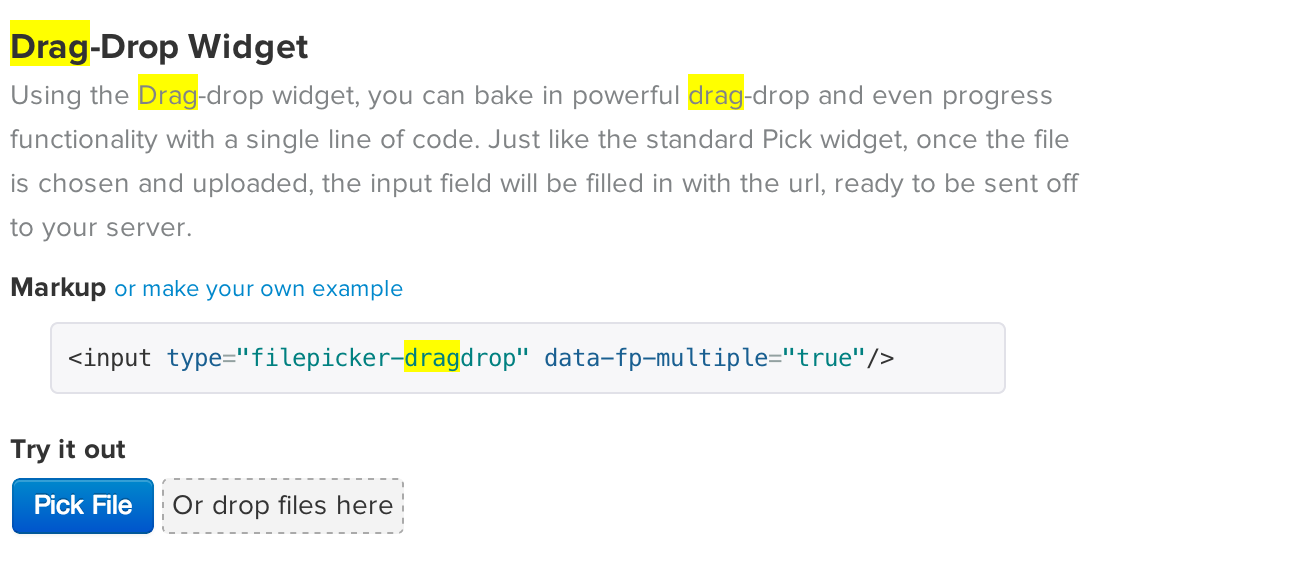 Drag-Drop Widget
Using the Drag-drop widget, you can bake in powerful drag-drop and even progress
functionality with a single line of code. Just like the standard Pick widget, once the file
is chosen and uploaded, the input field will be filled in with the url, ready to be sent off
to your server.
Markup or make your own example
<input type="filepicker-dragdrop" data-fp-multiple="true"/>
Try it out
Pick File Or drop files here